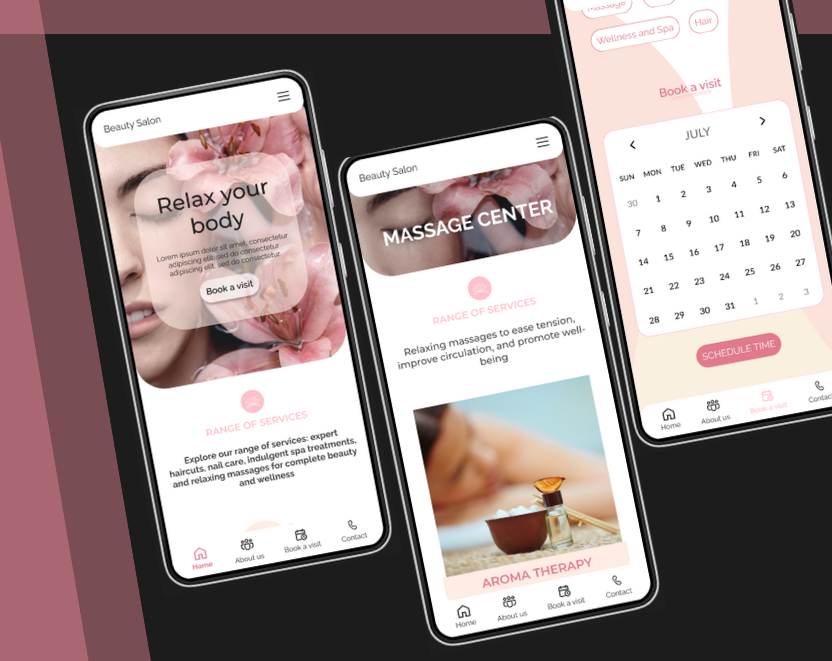 Beauty Salon
Relax your
body
Lorem ipsum dolor sit amet, consectetur
adipiscing elit, sed do consectetur
adipiscing elit, sed do consectetur
Book a visit
RANGE OF SERVICES
Explore our range of services: expert
haircuts, nail care, indulgent spa treatments,
and relaxing massages for complete beauty
and wellness
Home
About us
Book a visit
Contact
Beauty Salon
MASSAGE CENTER
RANGE OF SERVICES
Relaxing massages to ease tension,
improve circulation, and promote well-
being
AROMA THERAPY
Home
About us
Book a visit
Contact
Massage
Wellness and Spa
Hair
Book a visit
< JULY >
SUN MON TUE WED THU FRI SAT
30 1 2 3 4 5 6
7 8 9 10 11 12 13
14 15 16 17 18 19 20
21 22 23 24 25 26 27
28 29 30 31 1 2 3
SCHEDULE TIME
Home
About us
Book a visit
Contact